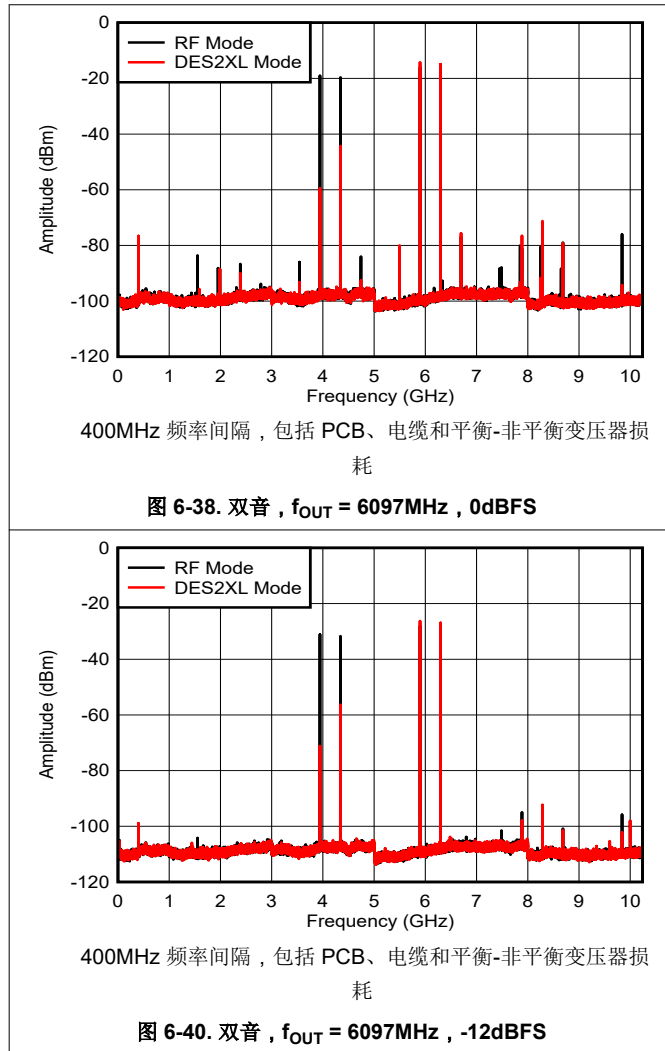 0
-20
-40
-60
-80
-100
-120
Amplitude (dBm)
RF Mode
DES2XL Mode
0 1 2 3 4 5 6 7 8 9 10
Frequency (GHz)
400MHz 频率间隔，包括 PCB、电缆和平衡-非平衡变压器损
耗
图 6-38. 双音，fOUT = 6097MHz，0dBFS
0
-20
-40
-60
-80
-100
-120
Amplitude (dBm)
RF Mode
DES2XL Mode
0 1 2 3 4 5 6 7 8 9 10
Frequency (GHz)
400MHz 频率间隔，包括 PCB、电缆和平衡-非平衡变压器损
耗
图 6-40. 双音，fOUT = 6097MHz，-12dBFS